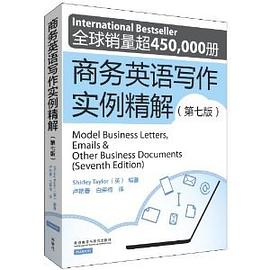 International Bestseller
全球销量超450,000册
商务英语写作
实例精解
（第七版）
Model Business Letters,
Emails &
Other Business Documents
(Seventh Edition)
Shirley Taylor（英）编著
商务英语写作实例精解（第七版）